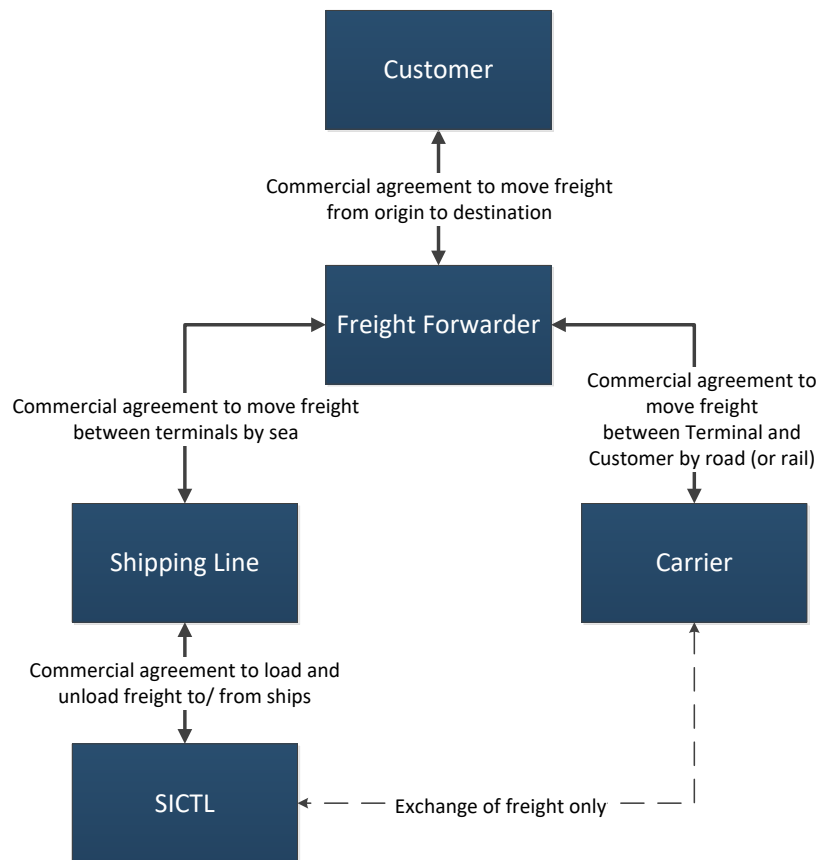 Customer
Commercial agreement to move freight
from origin to destination
Freight Forwarder
Commercial agreement to move freight
between terminals by sea
Commercial agreement to
move freight
between Terminal and
Customer by road (or rail)
Shipping Line
Carrier
Commercial agreement to load and
unload freight to/ from ships
SICTL
Exchange of freight only